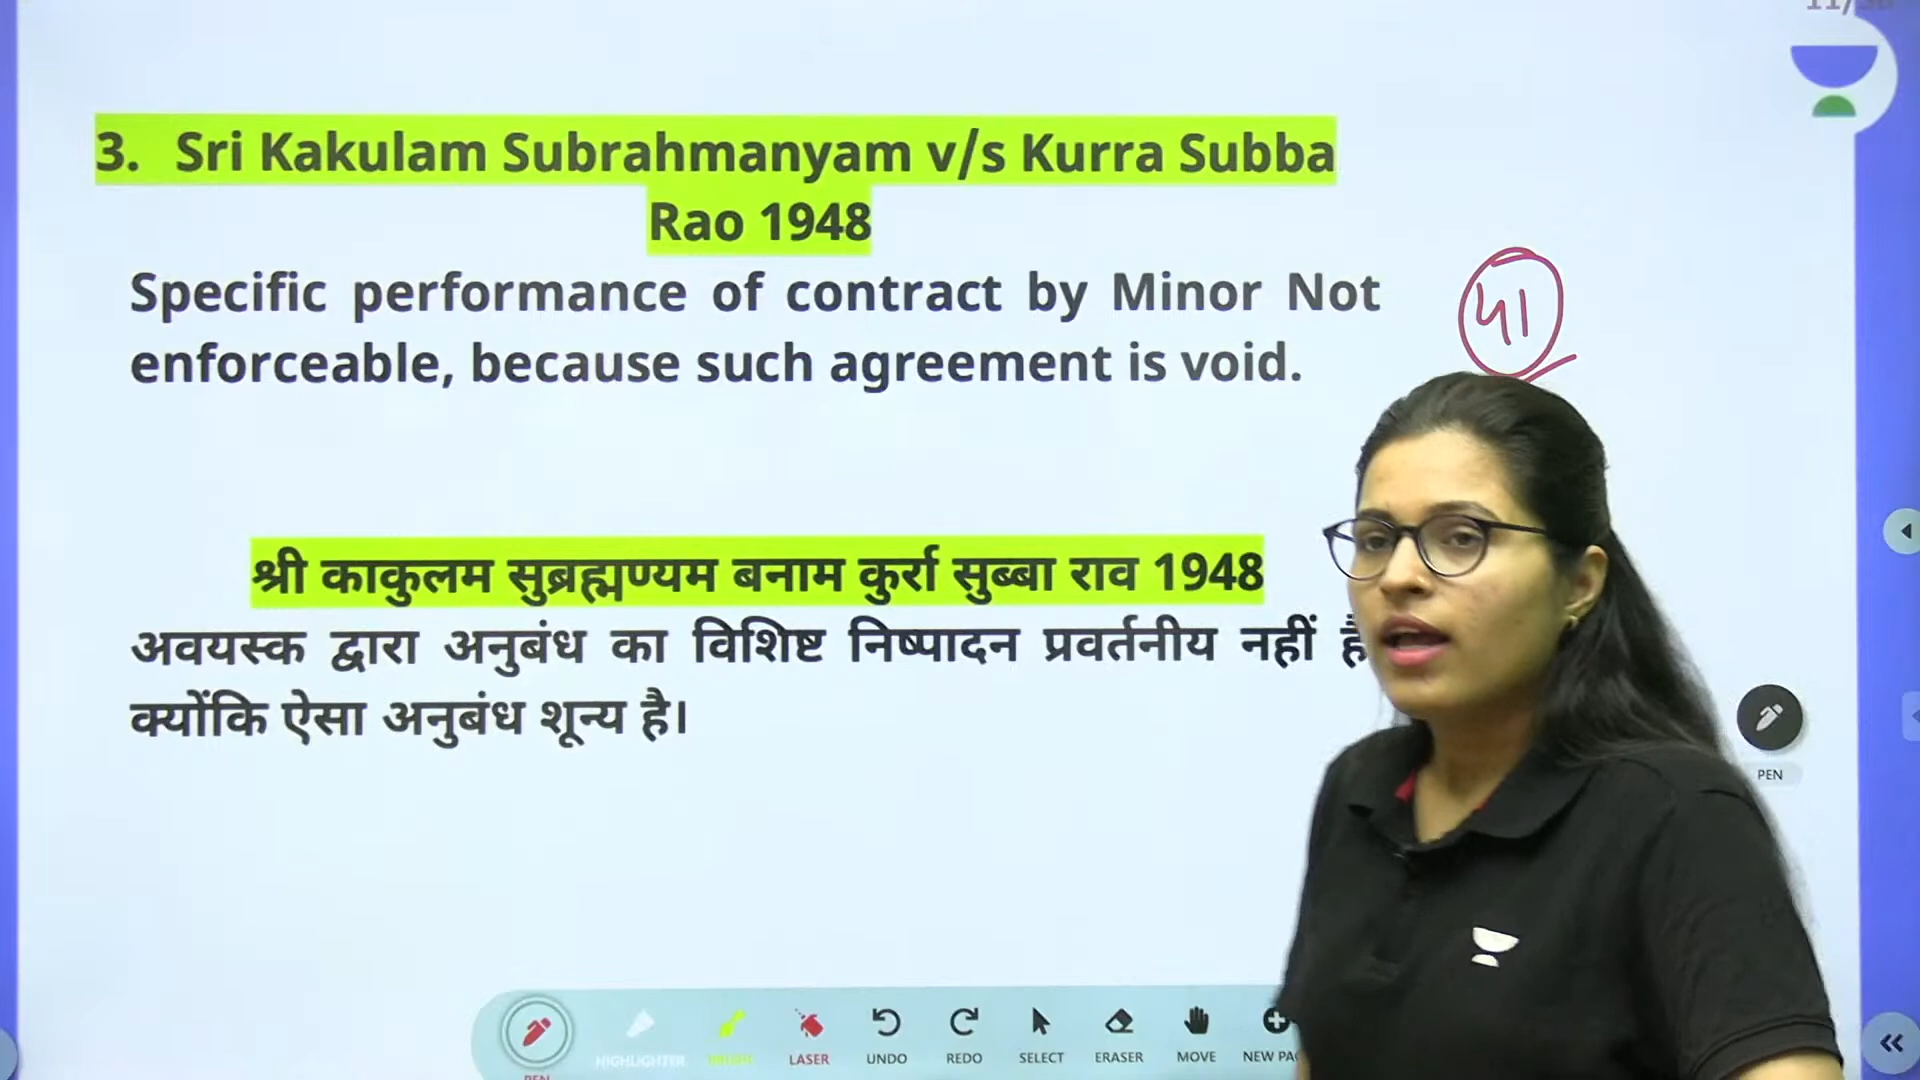 3. Sri Kakulam Subrahmanyam v/s Kurra Subba
Rao 1948
Specific performance of contract by Minor Not
enforceable, because such agreement is void.
41
श्री काकुलम सुब्रह्मण्यम बनाम कुर्रा सुब्बा राव 1948
अवयस्क द्वारा अनुबंध का विशिष्ट निष्पादन प्रवर्तनीय नहीं है
क्योंकि ऐसा अनुबंध शून्य है।
PEN
HIGHLIGHTER
LASER
UNDO
REDO
SELECT
ERASER
MOVE
NEW PA
PEN